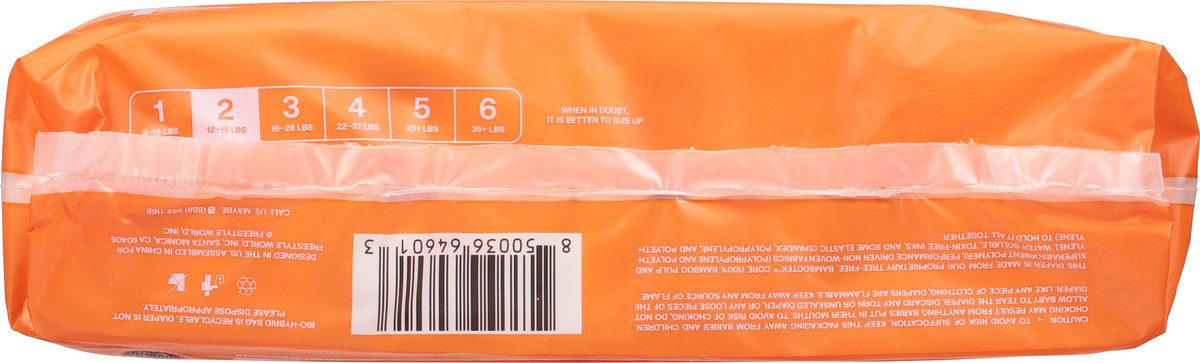 1
8-14 LBS
2
12-18 LBS
3
16-28 LBS
4
22-37 LBS
5
25+ LBS
6
35+ LBS
WHEN IN DOUBT,
IT IS BETTER TO SIZE UP
CAUTION → TO AVOID RISK OF SUFFOCATION, KEEP THIS PACKAGING AWAY FROM BABIES AND CHILDREN.
CHOKING MAY RESULT FROM ANYTHING BABIES PUT IN THEIR MOUTHS. TO AVOID RISK OF CHOKING, DO NOT
ALLOW BABY TO TEAR THE DIAPER. DISCARD ANY TORN OR UNSEALED DIAPER, OR ANY LOOSE PIECES OF THE
DIAPER. LIKE ANY PIECE OF CLOTHING, DIAPERS ARE FLAMMABLE. KEEP AWAY FROM ANY SOURCE OF FLAME
THIS DIAPER IS MADE FROM OUR PROPRIETARY TREE-FREE, BAMBOOTEK™ CORE (100% BAMBOO AND PULP AND
SUPERABSORBENT POLYMER), PERFORMANCE DRIVEN NON-WOVEN FABRICS (POLYPROPYLENE AND POLYETH-
YLENE), WATER-SOLUBLE, TOXIN-FREE INKS, AND SOME ELASTIC (SPANDEX, POLYPROPYLENE, AND POLYETH-
YLENE) TO HOLD IT ALL TOGETHER.
8 50036 64601 3
BIO-HYBRID BAG IS RECYCLABLE. DIAPER IS NOT.
PLEASE DISPOSE APPROPRIATELY.
DESIGNED IN THE US, ASSEMBLED IN CHINA FOR
FREESTYLE WORLD, INC. SANTA MONICA, CA 90405
® FREESTYLE WORLD, INC.
CALL US, MAYBE (888) 958-1168